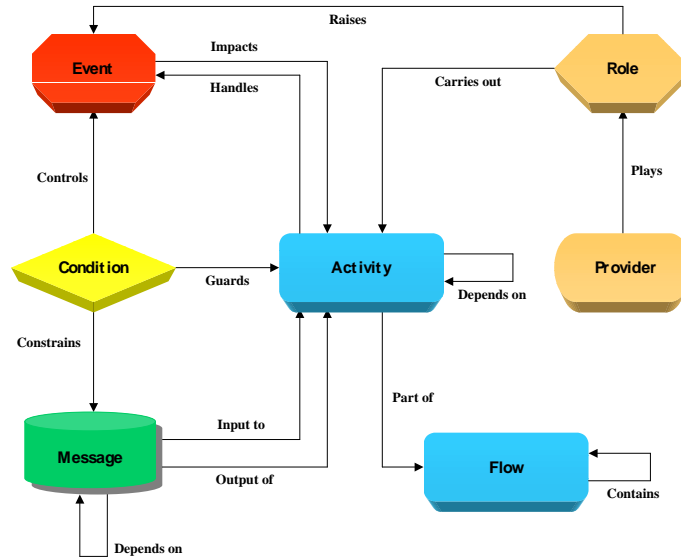 Raises
Impacts
Event
Role
Carries out
Handles
Controls
Plays
Condition
Activity
Provider
Guards
Depends on
Constrains
Part of
Input to
Message
Flow
Output of
Contains
Depends on